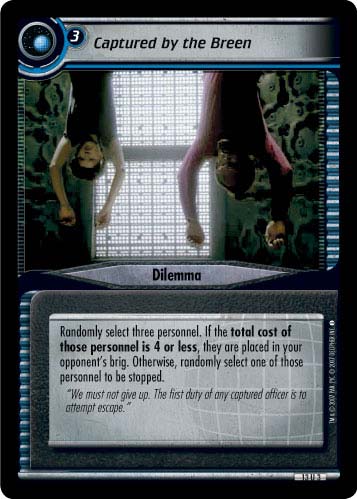 3
Captured by the Breen
Dilemma
Randomly select three personnel. If the total cost of
those personnel is 4 or less, they are placed in your
opponent's brig. Otherwise, randomly select one of those
personnel to be stopped.
"We must not give up. The first duty of any captured officer is to
attempt escape."
13 U 3